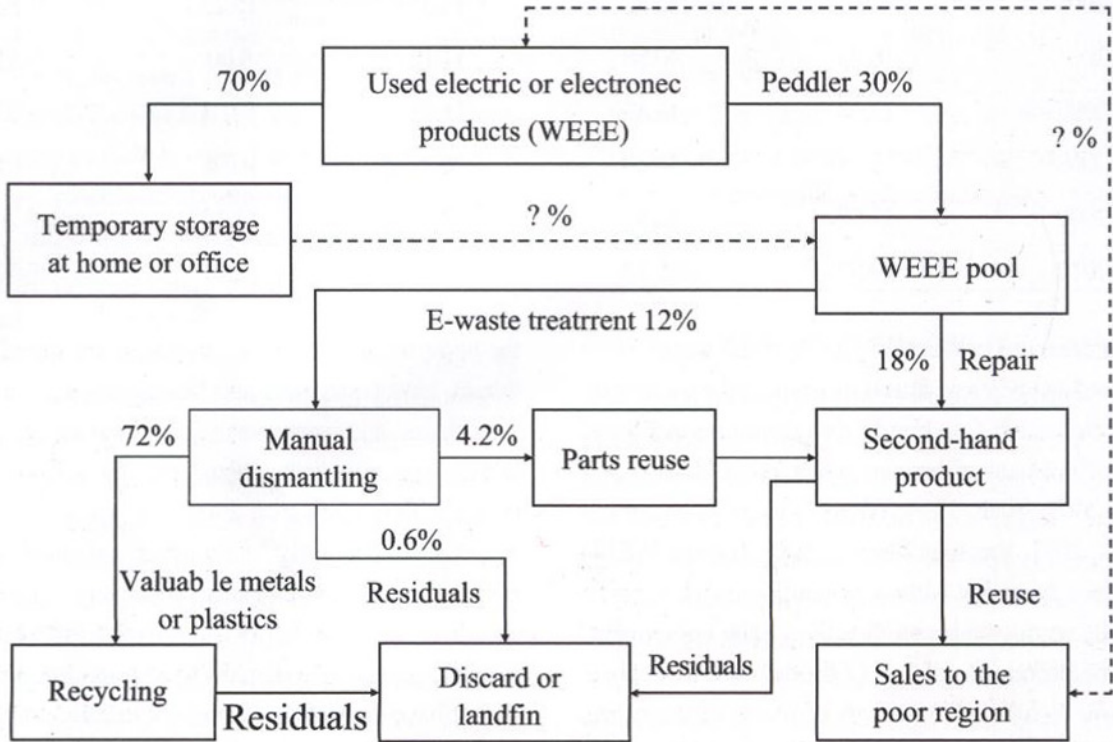 70%
Used electric or electronec
products (WEEE)
Peddler 30%
? %
Temporary storage
at home or office
? %
WEEE pool
E-waste treatrrent 12%
18%
Repair
72%
Manual
dismantling
4.2%
Parts reuse
Second-hand
product
0.6%
Valuab le metals
or plastics
Residuals
Reuse
Recycling
Residuals
Discard or
landfin
Residuals
Sales to the
poor region